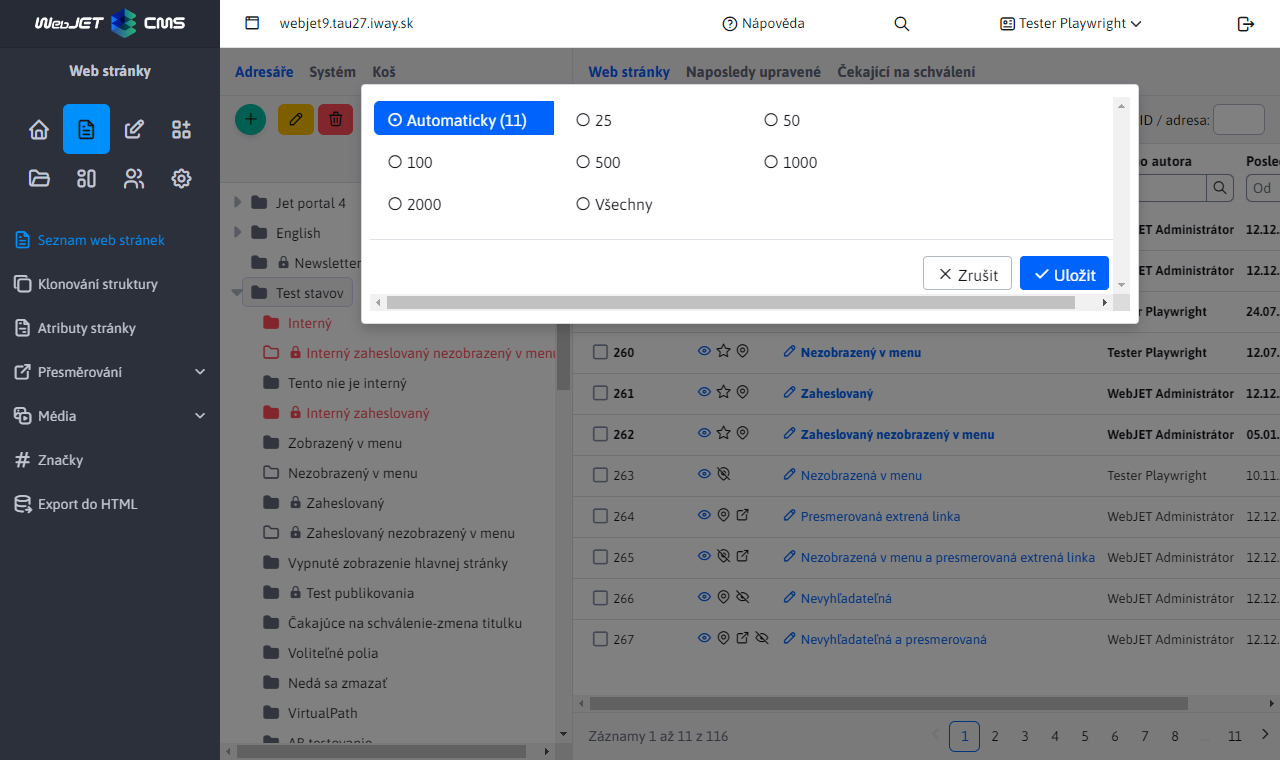 WebJET CMS
webjet9.tau27.iway.sk
Nápověda
Tester Playwright
Web stránky
Seznam web stránek
Klonování struktury
Atributy stránky
Přesměrování
Média
Značky
Export do HTML
Adresáře Systém Koš
Jet portal 4
English
Newsletter
Test stavov
Interný
Interný zaheslovaný nezobrazený v menu
Tento nie je interný
Interný zaheslovaný
Zobrazený v menu
Nezobrazený v menu
Zaheslovaný
Zaheslovaný nezobrazený v menu
Vypnuté zobrazenie hlavnej stránky
Test publikovania
Čakajúce na schválenie-zmena titulku
Voliteľné polia
Nedá sa zmazať
VirtualPath
AB testovanie
Web stránky Naposledy upravené Čekající na schválení
ID / adresa:
Automaticky (11) 25 50
100 500 1000
2000 Všechny
Zrušit Uložit
o autora Posle
Od
ET Administrátor 12.12.
ET Administrátor 12.12.
Playwright 24.07.
260 Nezobrazený v menu Tester Playwright 12.07.
261 Zaheslovaný WebJET Administrátor 12.12.
262 Zaheslovaný nezobrazený v menu WebJET Administrátor 05.01.
263 Nezobrazená v menu Tester Playwright 10.11.
264 Presmerovaná extrená linka WebJET Administrátor 12.12.
265 Nezobrazená v menu a presmerovaná extrená linka WebJET Administrátor 12.12.
266 Nevyhľadateľná WebJET Administrátor 12.12.
267 Nevyhľadateľná a presmerovaná WebJET Administrátor 12.12.
Záznamy 1 až 11 z 116
1 2 3 4 5 6 7 8 … 11